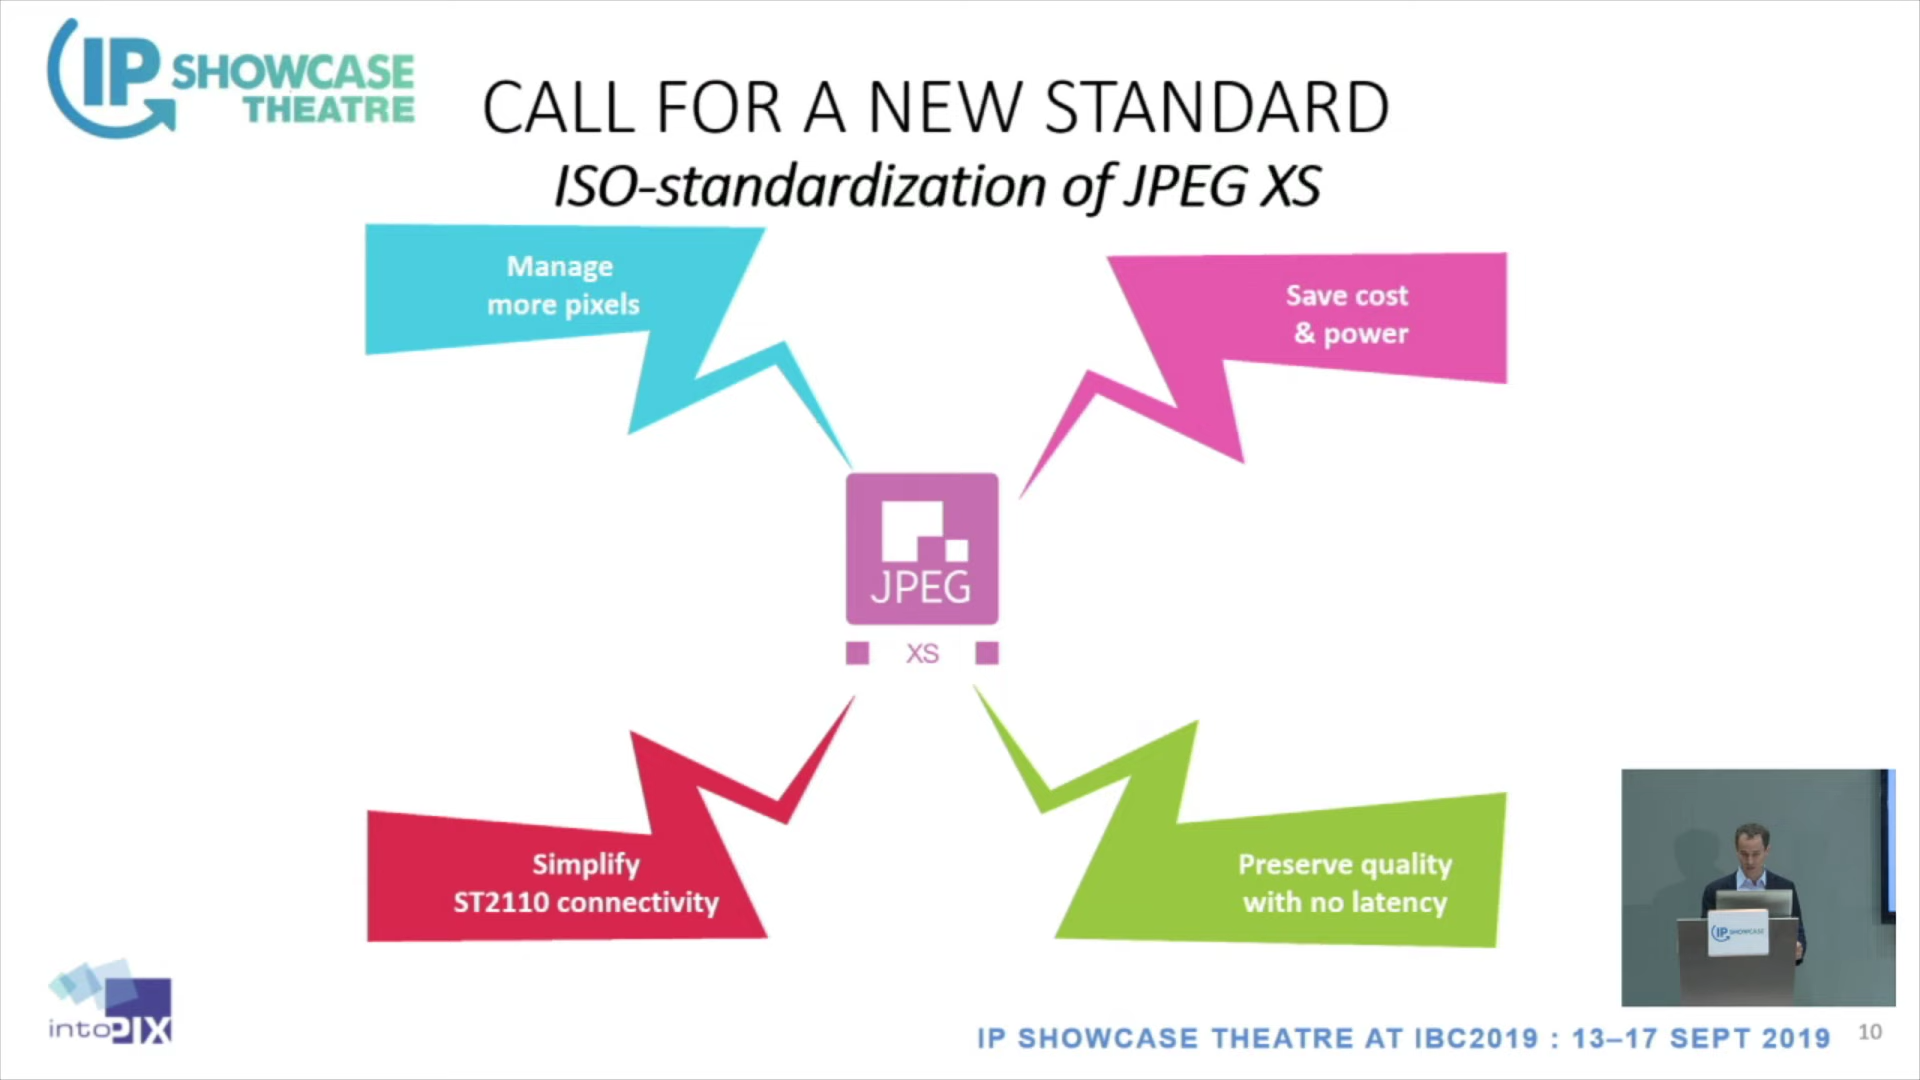 IP SHOWCASE
THEATRE
CALL FOR A NEW STANDARD
ISO-standardization of JPEG XS
Manage
more pixels
Save cost
& power
JPEG
XS
Simplify
ST2110 connectivity
Preserve quality
with no latency
IP SHOWCASE
intoPIX
IP SHOWCASE THEATRE AT IBC2019 : 13–17 SEPT 2019
10